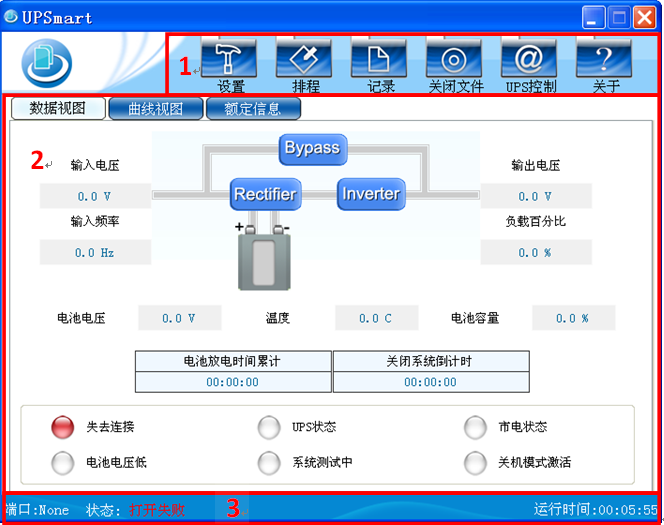 UPSmart
1
设置 排程 记录 关闭文件 UPS控制 关于
数据视图 曲线视图 额定信息
2
Bypass
输入电压 输出电压
0.0 V Rectifier Inverter 0.0 V
输入频率 负载百分比
+ -
0.0 Hz 0.0 %
电池电压 0.0 V 温度 0.0 C 电池容量 0.0 %
电池放电时间累计 关闭系统倒计时
00:00:00 00:00:00
失去连接 UPS状态 市电状态
电池电压低 系统测试中 关机模式激活
端口:None 状态: 打开失败 3 运行时间:00:05:55